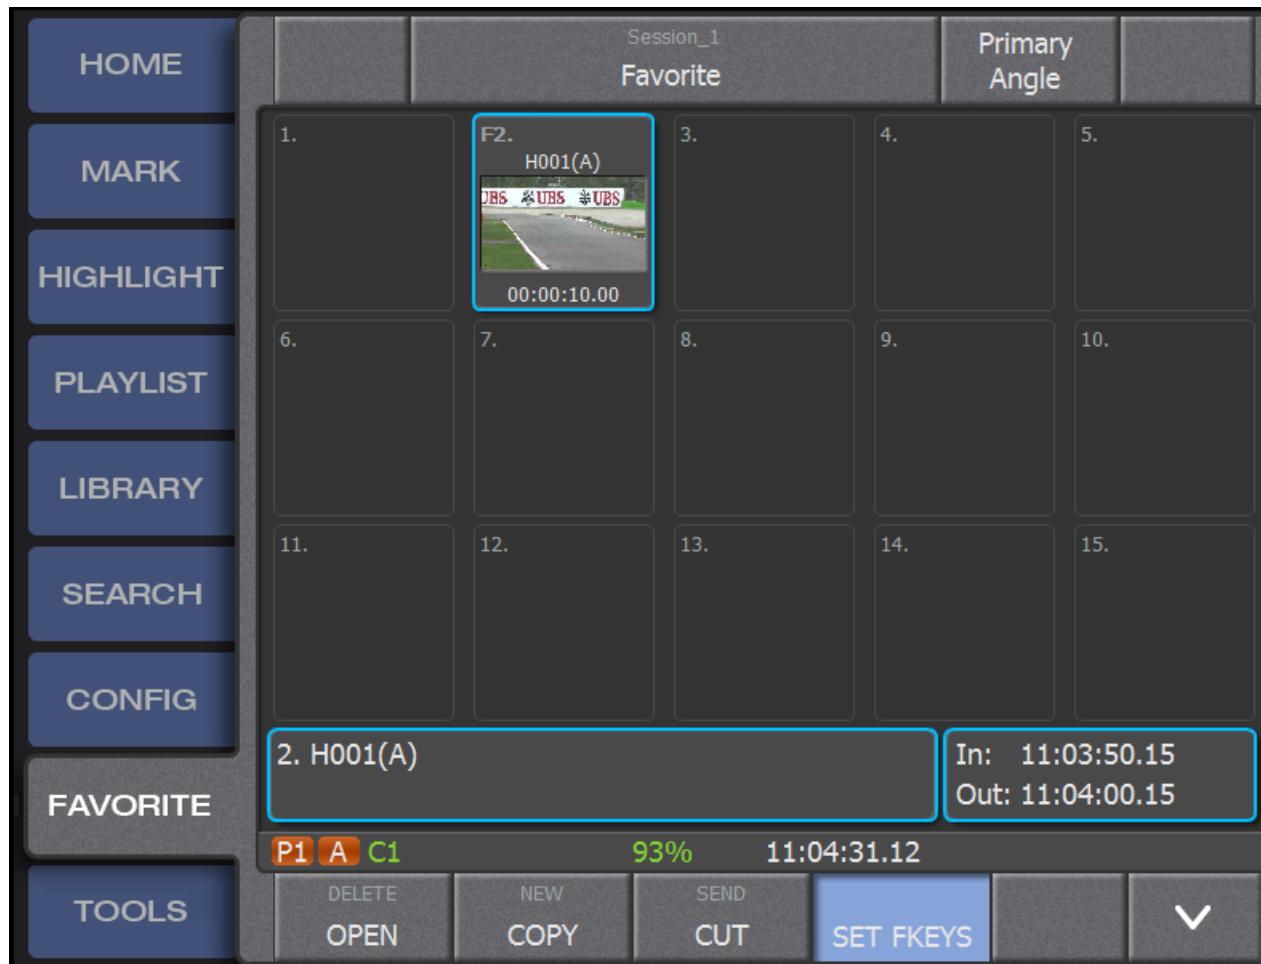 HOME
MARK
HIGHLIGHT
PLAYLIST
LIBRARY
SEARCH
CONFIG
FAVORITE
TOOLS
Session_1
Favorite
Primary
Angle
1.
F2.
H001(A)
UBS UBS UBS
00:00:10.00
3.
4.
5.
6.
7.
8.
9.
10.
11.
12.
13.
14.
15.
2. H001(A)
In: 11:03:50.15
Out: 11:04:00.15
P1 A C1 93% 11:04:31.12
DELETE
OPEN
NEW
COPY
SEND
CUT
SET FKEYS